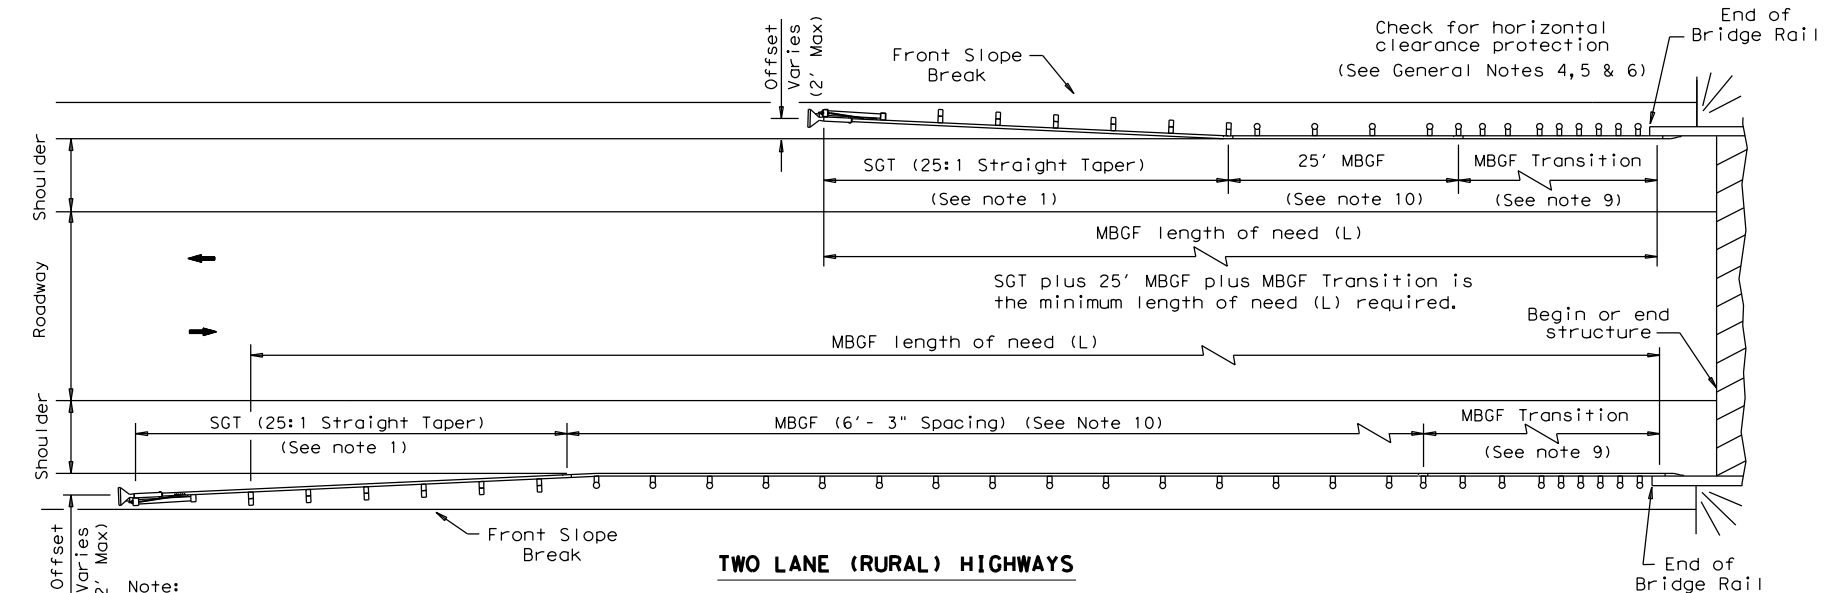 Offset
Varies
(2' Max)
Front Slope
Break
Check for horizontal
clearance protection
(See General Notes 4,5 & 6)
End of
Bridge Rail
Shoulder
SGT (25:1 Straight Taper)
(See note 1)
25' MBGF
(See note 10)
MBGF Transition
(See note 9)
MBGF length of need (L)
SGT plus 25' MBGF plus MBGF Transition is
the minimum length of need (L) required.
Roadway
Begin or end
structure
MBGF length of need (L)
Shoulder
SGT (25:1 Straight Taper)
(See note 1)
MBGF (6'- 3" Spacing) (See Note 10)
MBGF Transition
(See note 9)
Offset
Varies
2' Max)
Front Slope
Break
TWO LANE (RURAL) HIGHWAYS
End of
Bridge Rail
Note: